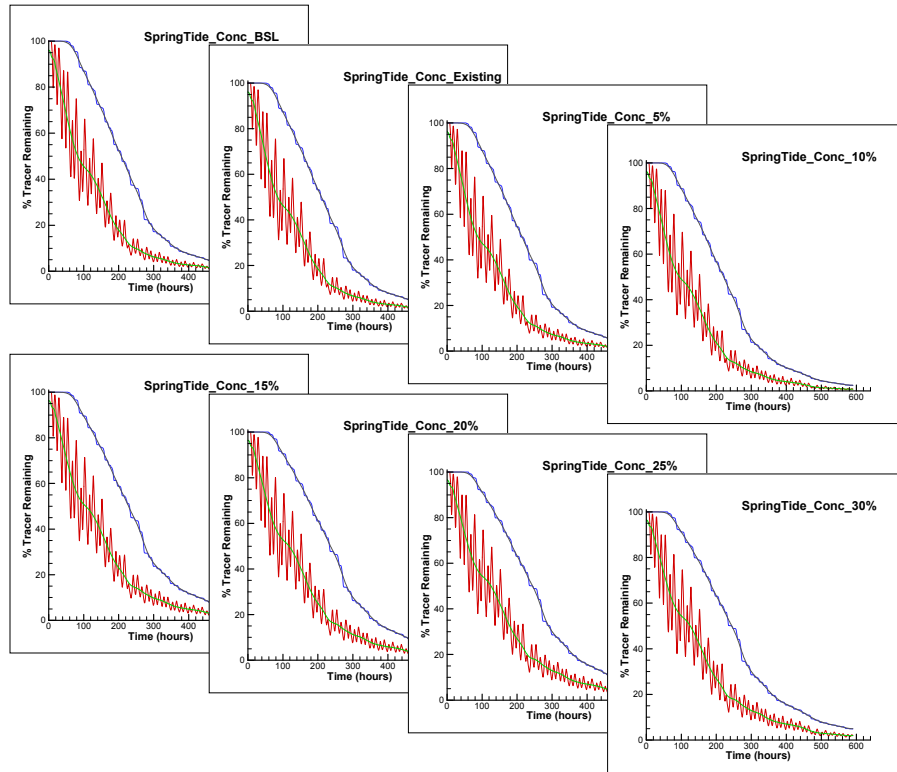 SpringTide_Conc_BSL
% Tracer Remaining
100
80
60
40
20
0
0 100 200 300 400
Time (hours)
SpringTide_Conc_Existing
% Tracer Remaining
100
80
60
40
20
0
0 100 200 300 400
Time (hours)
SpringTide_Conc_5%
% Tracer Remaining
100
80
60
40
20
0
0 100 200 300 400
Time (hours)
SpringTide_Conc_10%
% Tracer Remaining
100
80
60
40
20
0
0 100 200 300 400 500 600
Time (hours)
SpringTide_Conc_15%
% Tracer Remaining
100
80
60
40
20
0
0 100 200 300 400
Time (hours)
SpringTide_Conc_20%
% Tracer Remaining
100
80
60
40
20
0
0 100 200 300 400
Time (hours)
SpringTide_Conc_25%
% Tracer Remaining
100
80
60
40
20
0
0 100 200 300 400
Time (hours)
SpringTide_Conc_30%
% Tracer Remaining
100
80
60
40
20
0
0 100 200 300 400 500 600
Time (hours)